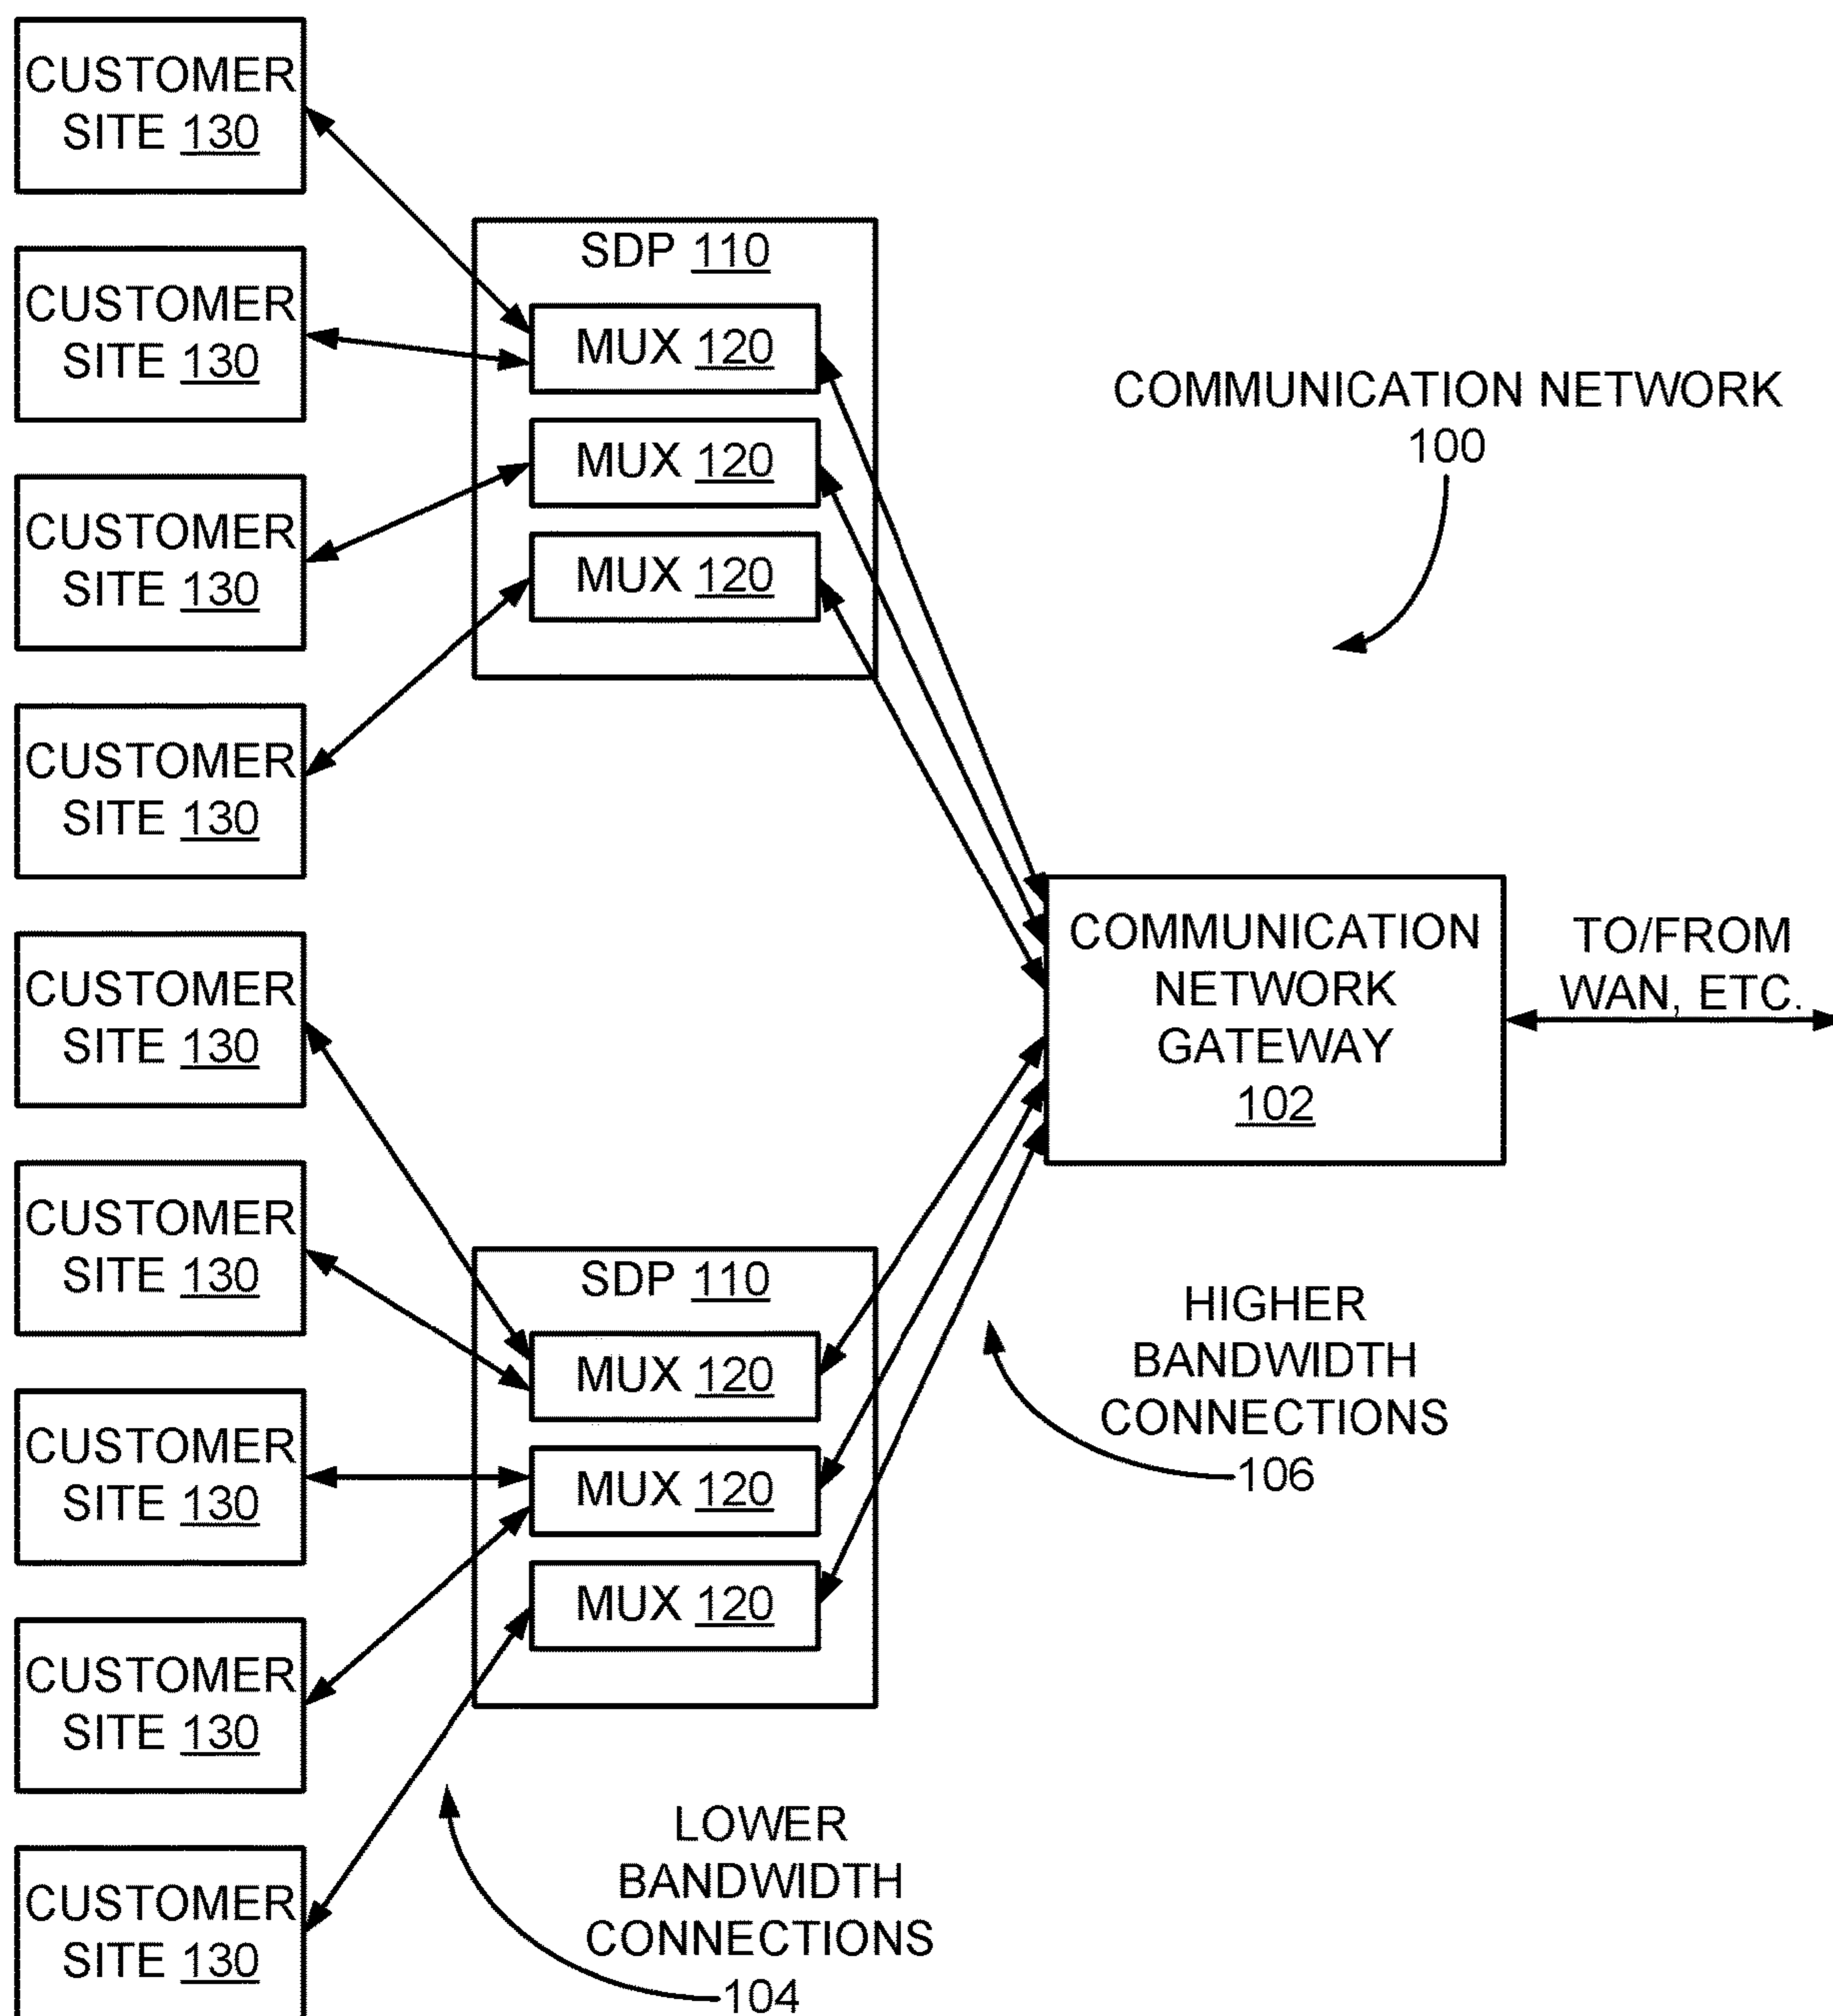 CUSTOMER
SITE 130
CUSTOMER
SITE 130
CUSTOMER
SITE 130
CUSTOMER
SITE 130
CUSTOMER
SITE 130
CUSTOMER
SITE 130
CUSTOMER
SITE 130
CUSTOMER
SITE 130
CUSTOMER
SITE 130
SDP 110
MUX 120
MUX 120
MUX 120
SDP 110
MUX 120
MUX 120
MUX 120
COMMUNICATION NETWORK
100
COMMUNICATION
NETWORK
GATEWAY
102
TO/FROM
WAN, ETC.
HIGHER
BANDWIDTH
CONNECTIONS
106
LOWER
BANDWIDTH
CONNECTIONS
104